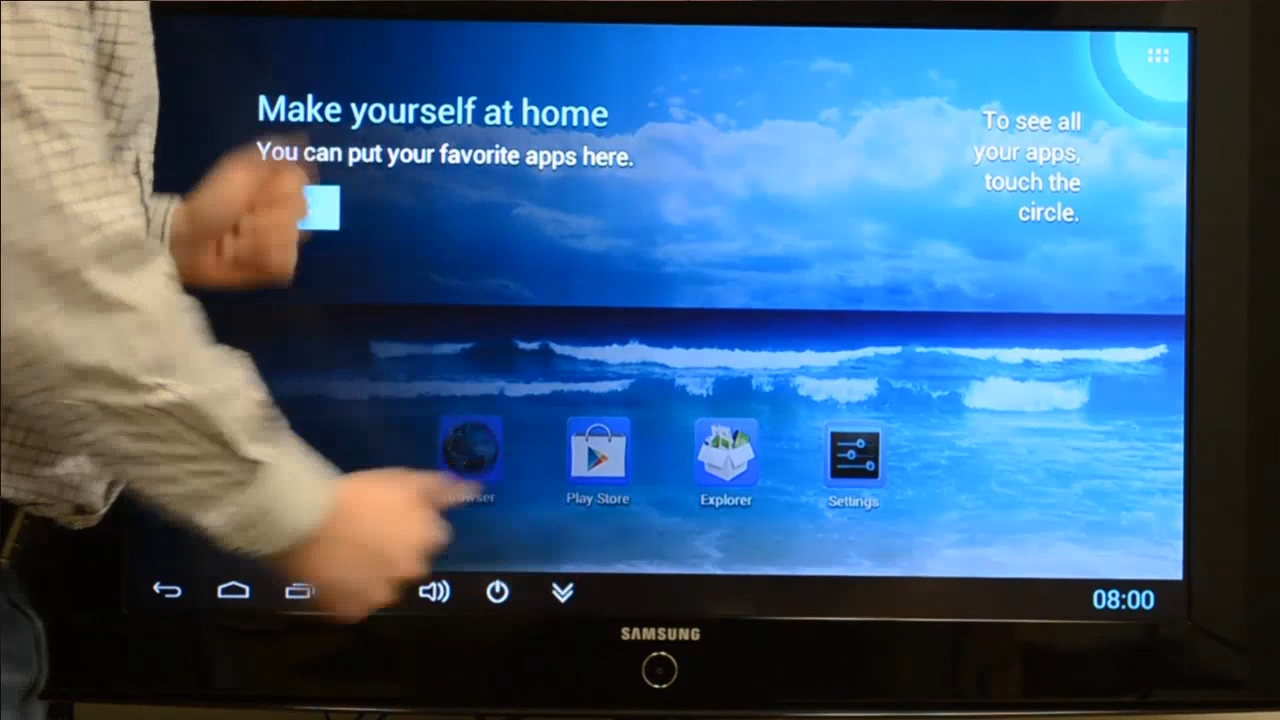 Make yourself at home
You can put your favorite apps here.
To see all
your apps,
touch the
circle.
Browser
Play Store
Explorer
Settings
08:00
SAMSUNG